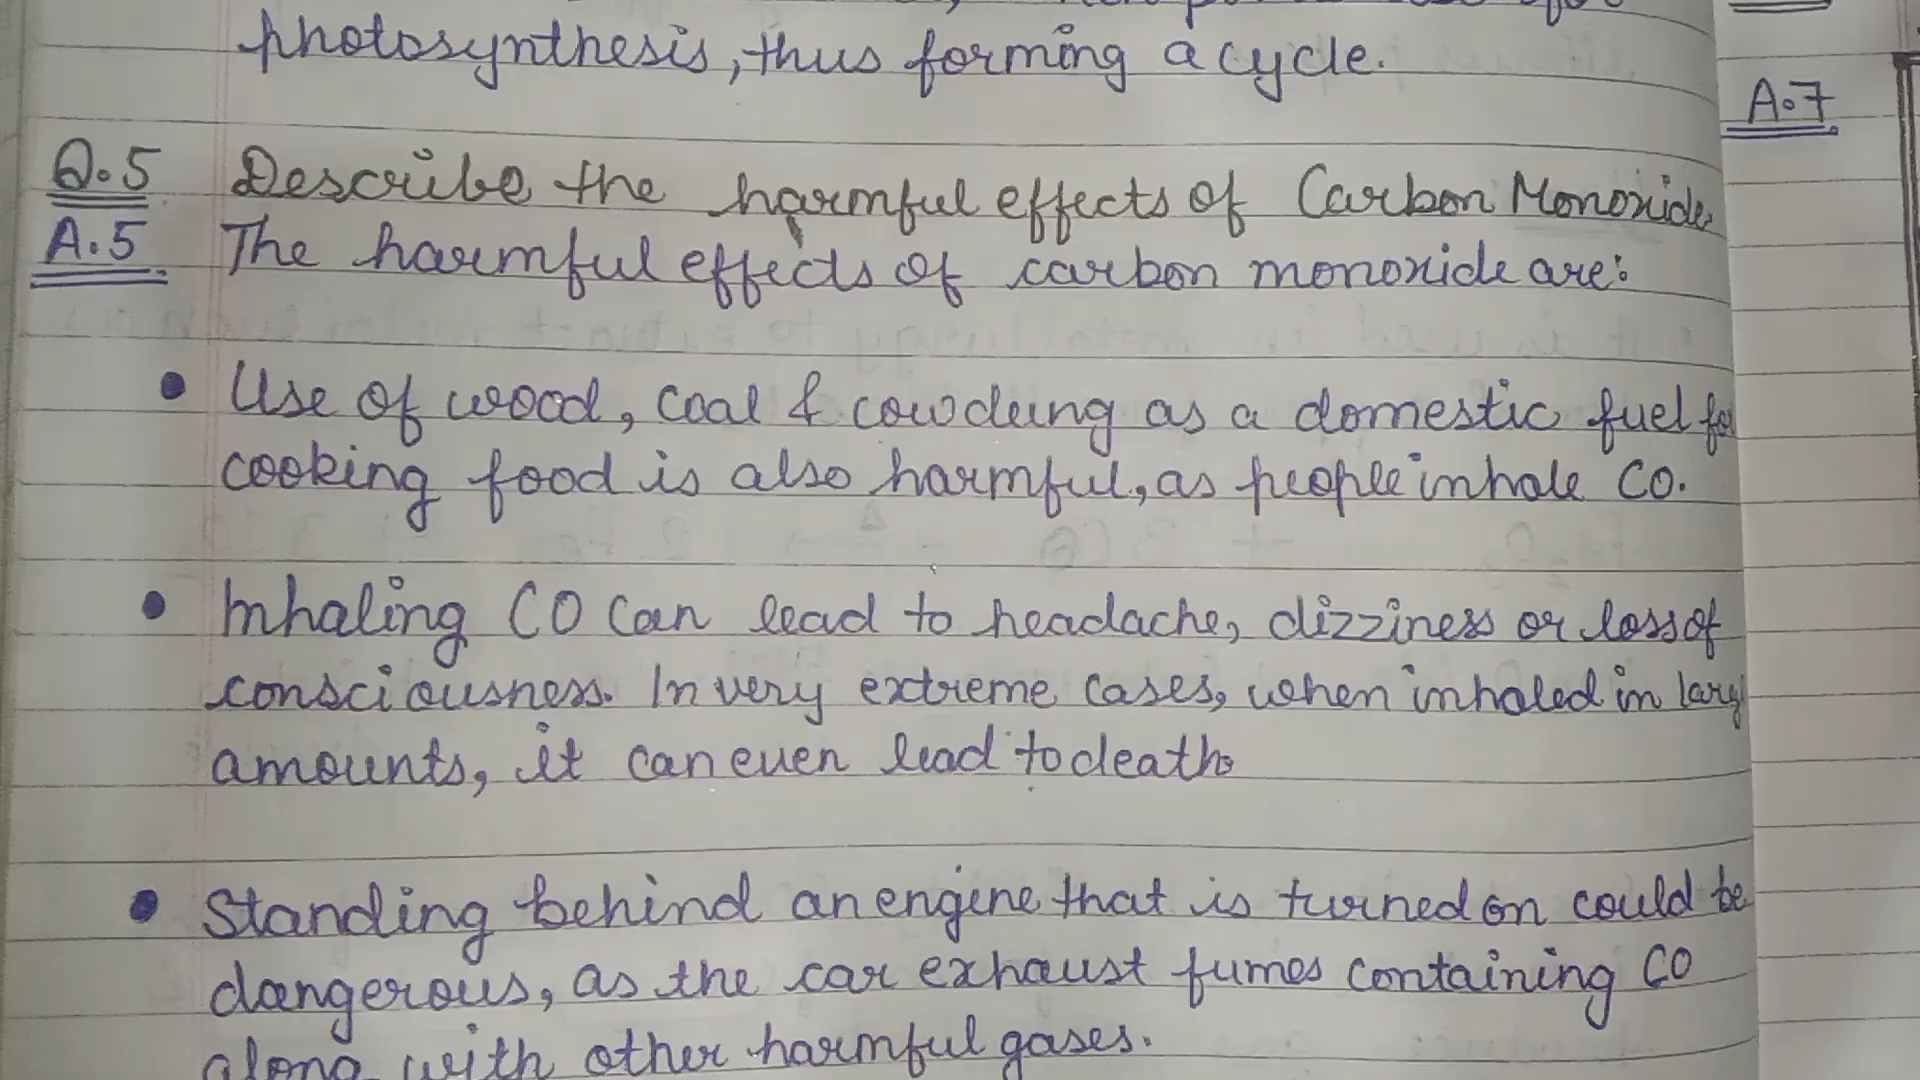 photosynthesis, thus forming a cycle.
A.7
Q.5 Describe the harmful effects of Carbon Monoxide.
A.5 The harmful effects of carbon monoxide are:
• Use of wood, coal & cowdung as a domestic fuel for
cooking food is also harmful, as people inhale CO.
• Inhaling CO can lead to headache, dizziness or loss of
consciousness. In very extreme cases, when inhaled in larg
amounts, it can even lead to death.
• Standing behind an engine that is turned on could be
dangerous, as the car exhaust fumes containing CO
along with other harmful gases.